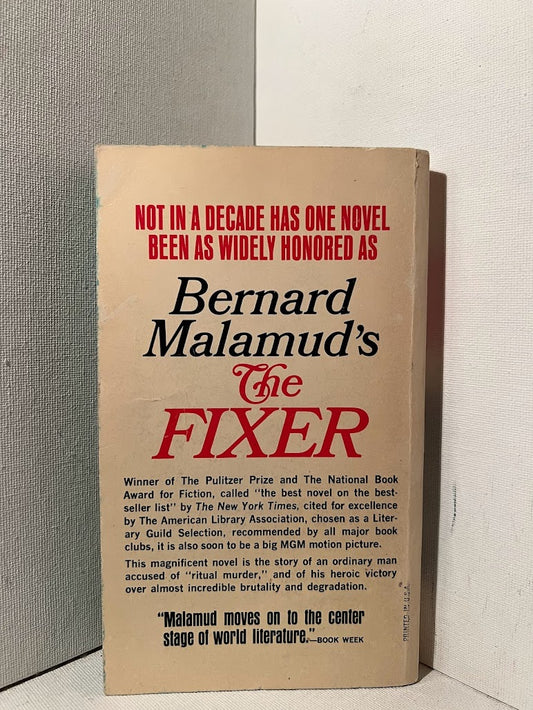 NOT IN A DECADE HAS ONE NOVEL
BEEN AS WIDELY HONORED AS
Bernard
Malamud's
The
FIXER
Winner of The Pulitzer Prize and The National Book
Award for Fiction, called "the best novel on the best-
seller list" by The New York Times, cited for excellence
by The American Library Association, chosen as a Liter-
ary Guild Selection, recommended by all major book
clubs, it is also soon to be a big MGM motion picture.
This magnificent novel is the story of an ordinary man
accused of "ritual murder," and of his heroic victory
over almost incredible brutality and degradation.
"Malamud moves on to the center
stage of world literature."—BOOK WEEK
PRINTED IN U.S.A.